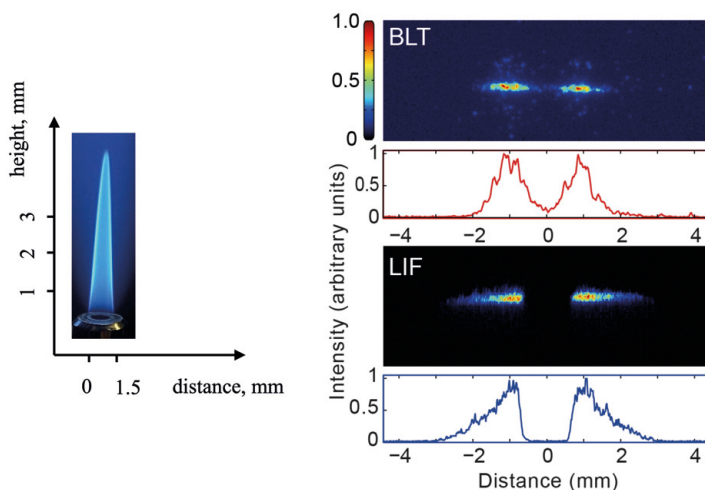 height, mm
3
2
1
0 1.5 distance, mm
1.0
0.5
0
BLT
1
0.5
0
−4 −2 0 2 4
LIF
1
0.5
0
−4 −2 0 2 4
Intensity (arbitrary units)
Distance (mm)